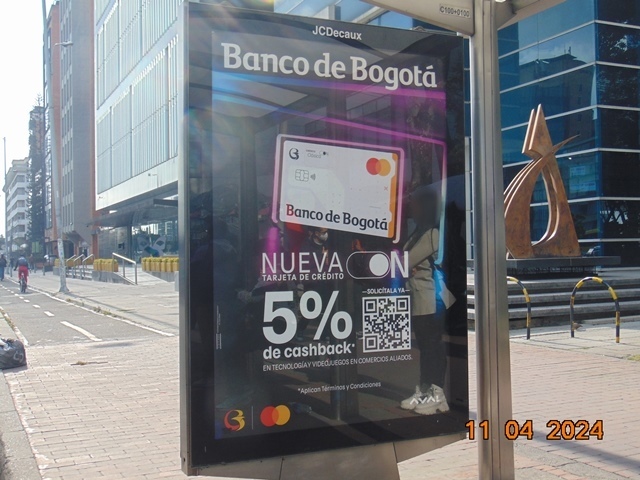 C100+0100
JCDecaux
Banco de Bogotá
Banco de Bogotá
NUEVA ON
TARJETA DE CRÉDITO
SOLICÍTALA YA
5%
de cashback*
EN TECNOLOGÍA Y VIDEOJUEGOS EN COMERCIOS ALIADOS.
*Aplican Términos y Condiciones
AVAL
11 04 2024